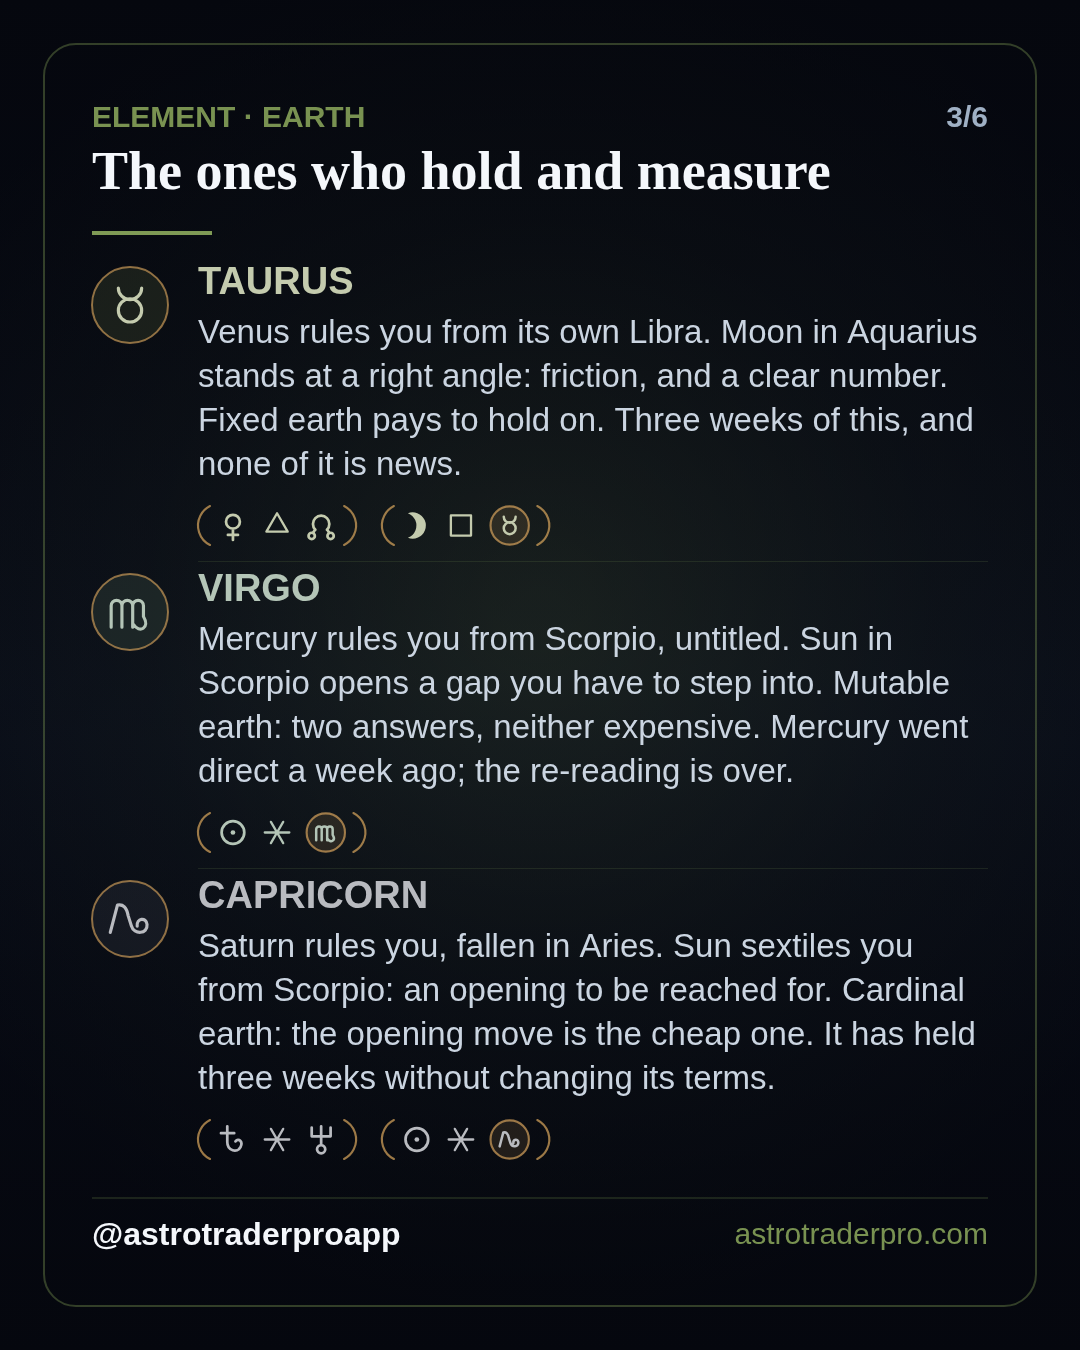 ELEMENT · EARTH
3/6
The ones who hold and measure
TAURUS
Venus rules you from its own Libra. Moon in Aquarius
stands at a right angle: friction, and a clear number.
Fixed earth pays to hold on. Three weeks of this, and
none of it is news.
VIRGO
Mercury rules you from Scorpio, untitled. Sun in
Scorpio opens a gap you have to step into. Mutable
earth: two answers, neither expensive. Mercury went
direct a week ago; the re-reading is over.
CAPRICORN
Saturn rules you, fallen in Aries. Sun sextiles you
from Scorpio: an opening to be reached for. Cardinal
earth: the opening move is the cheap one. It has held
three weeks without changing its terms.
@astrotraderproapp
astrotraderpro.com